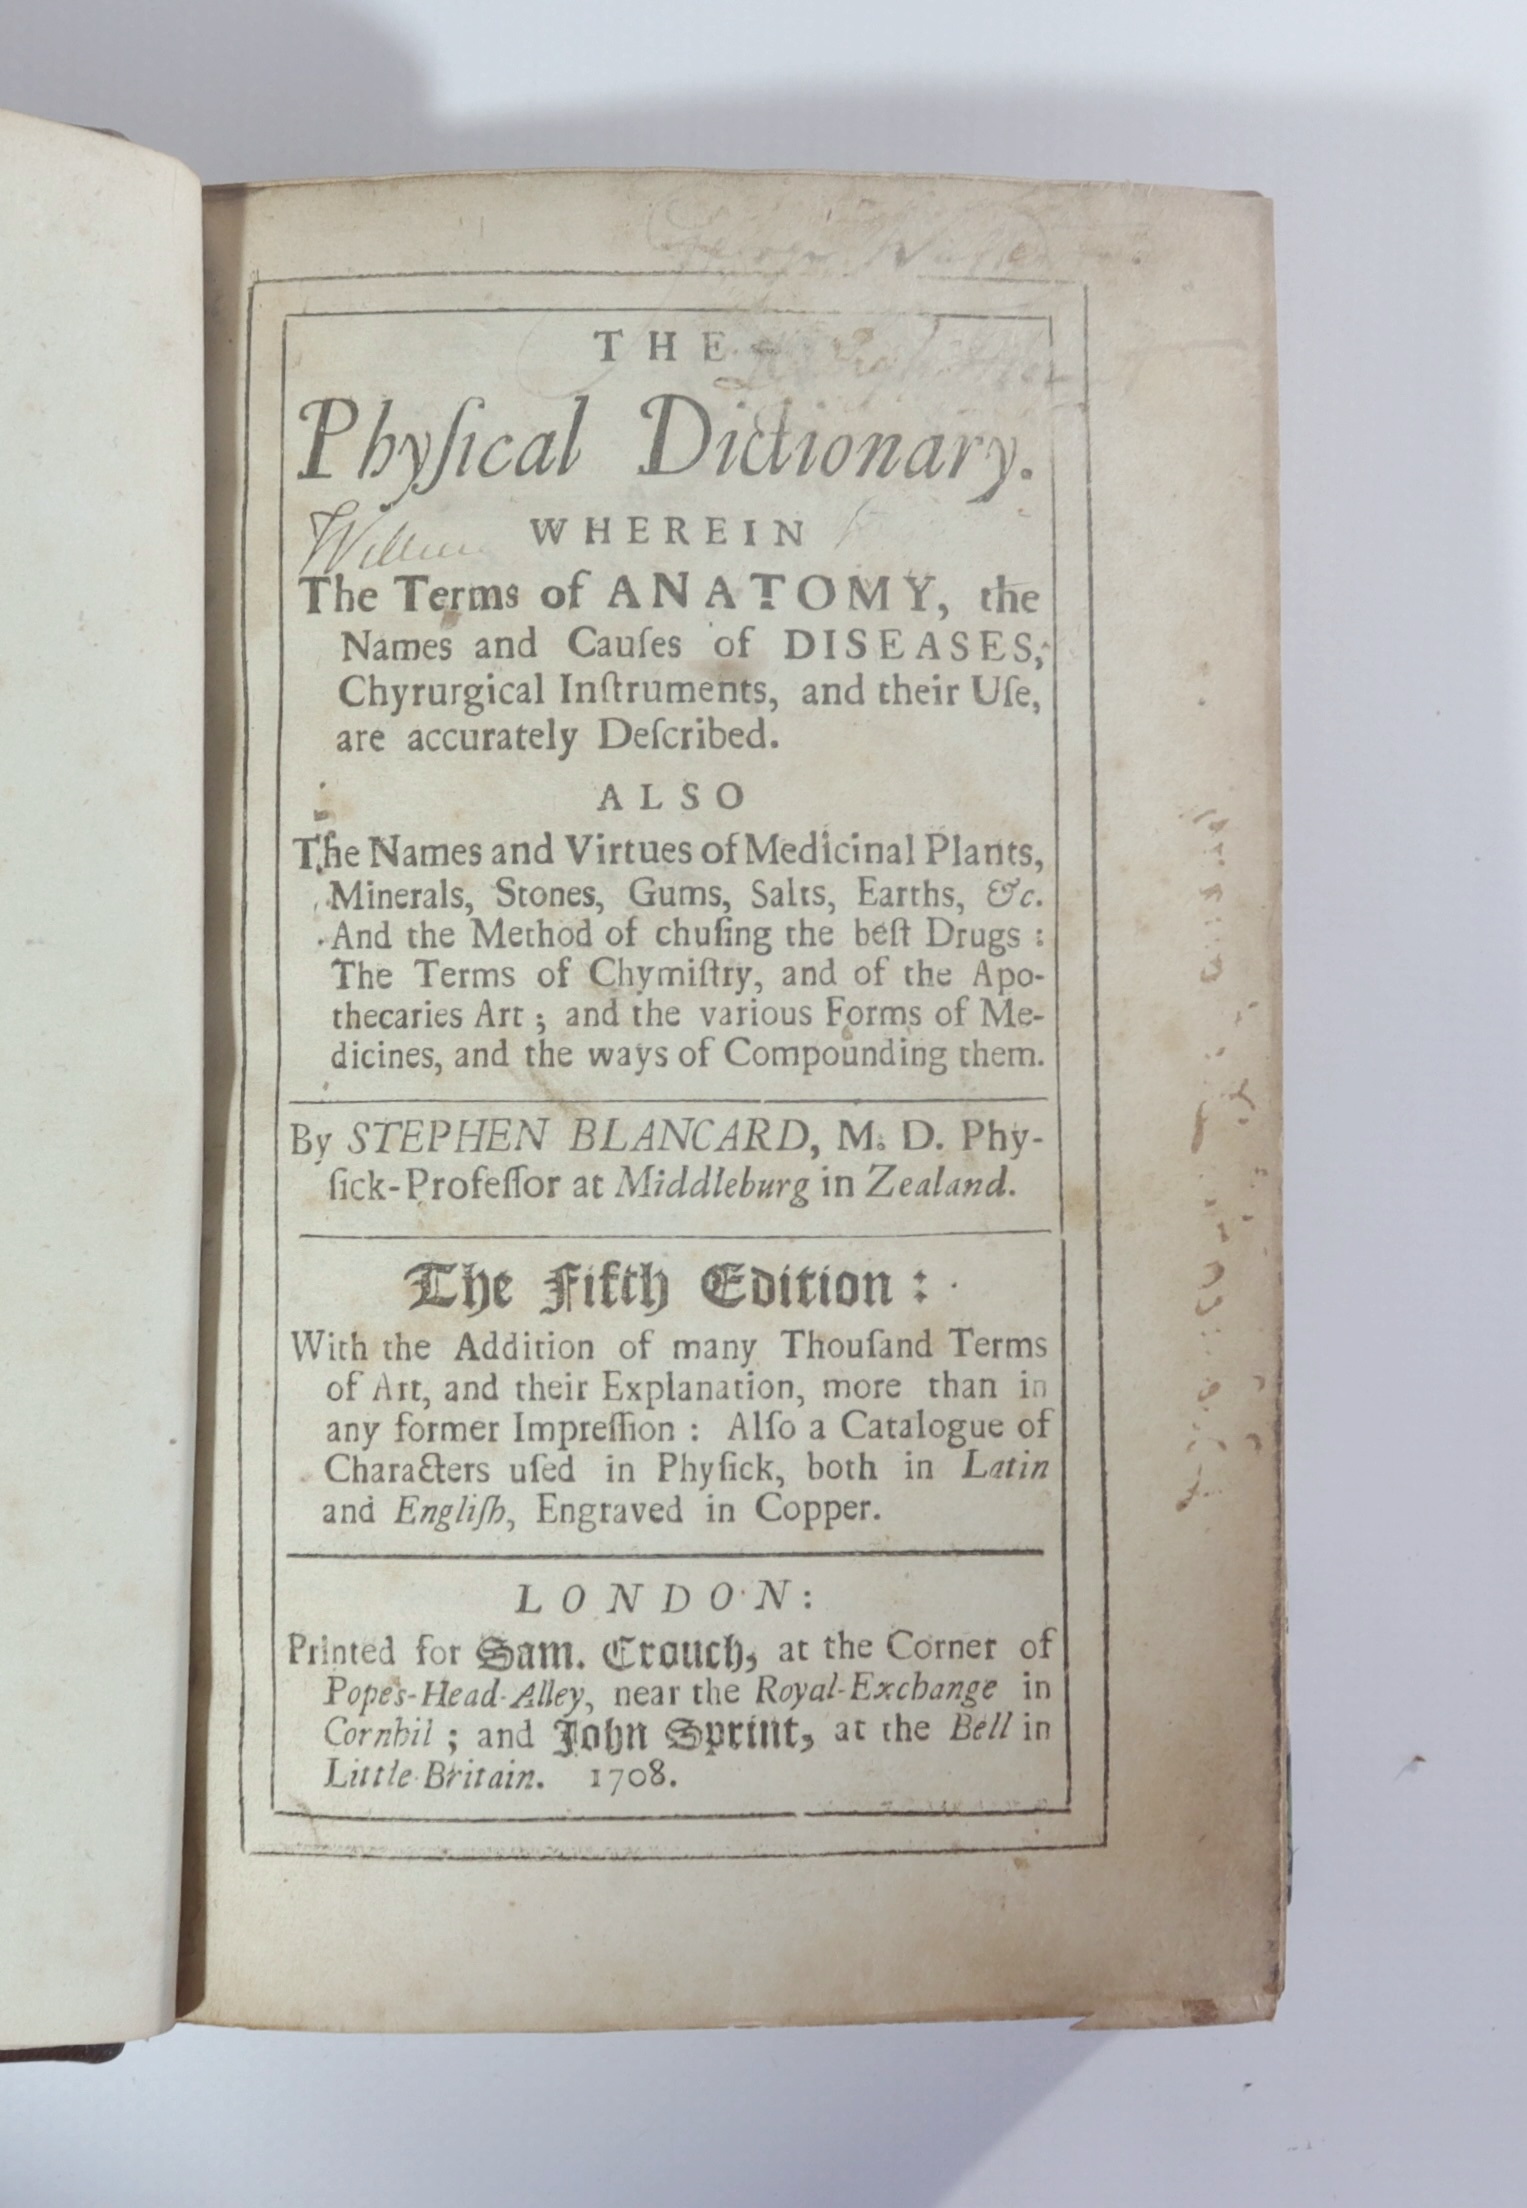 THE
Phyſical Dictionary.
WHEREIN
The Terms of ANATOMY, the
Names and Cauſes of DISEASES,
Chyrurgical Inſtruments, and their Uſe,
are accurately Deſcribed.
ALSO
The Names and Virtues of Medicinal Plants,
Minerals, Stones, Gums, Salts, Earths, &c.
And the Method of chuſing the beſt Drugs :
The Terms of Chymiſtry, and of the Apo-
thecaries Art ; and the various Forms of Me-
dicines, and the ways of Compounding them.
By STEPHEN BLANCARD, M. D. Phy-
ſick-Profeſſor at Middleburg in Zealand.
The Fifth Edition :
With the Addition of many Thouſand Terms
of Art, and their Explanation, more than in
any former Impreſſion : Alſo a Catalogue of
Characters uſed in Phyſick, both in Latin
and Engliſh, Engraved in Copper.
LONDON:
Printed for Sam. Crouch, at the Corner of
Popes-Head-Alley, near the Royal-Exchange in
Cornhil ; and John Sprint, at the Bell in
Little-Britain. 1708.